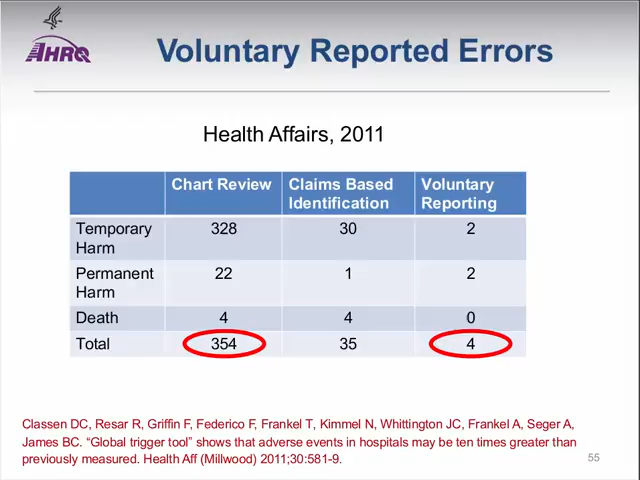 AHRQ
Voluntary Reported Errors
Health Affairs, 2011
Chart Review Claims Based Identification Voluntary Reporting
Temporary Harm 328 30 2
Permanent Harm 22 1 2
Death 4 4 0
Total 354 35 4
Classen DC, Resar R, Griffin F, Federico F, Frankel T, Kimmel N, Whittington JC, Frankel A, Seger A,
James BC. “Global trigger tool” shows that adverse events in hospitals may be ten times greater than
previously measured. Health Aff (Millwood) 2011;30:581-9.
55